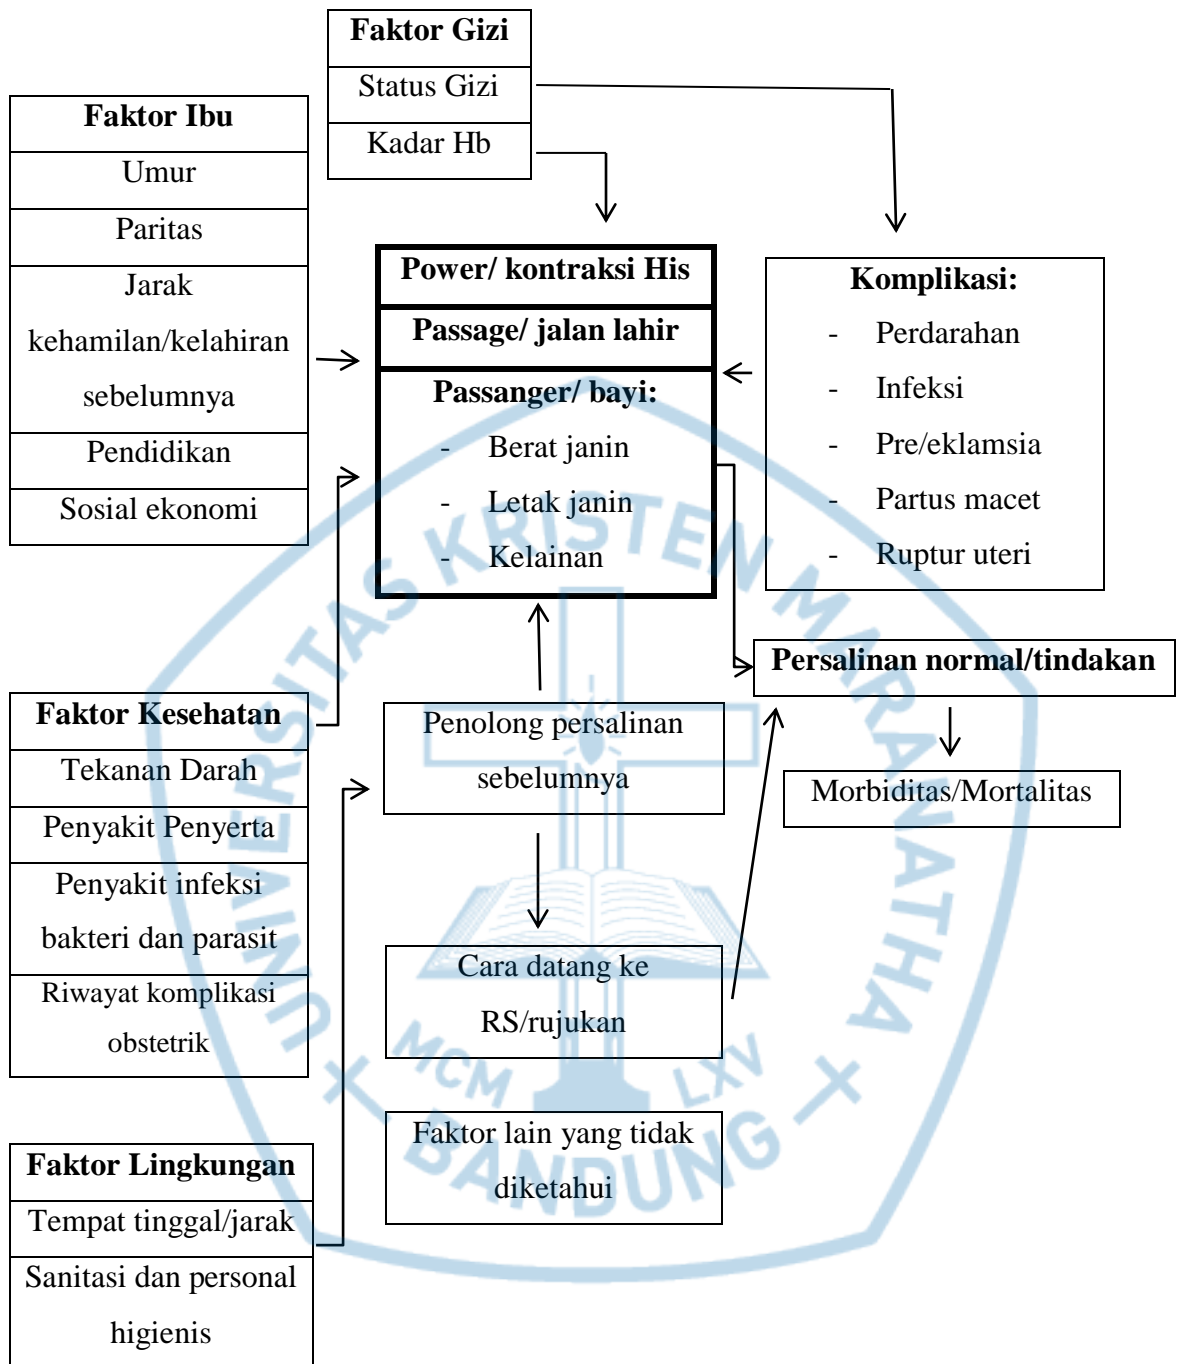 Faktor Gizi
Status Gizi
Kadar Hb
Faktor Ibu
Umur
Paritas
Jarak
kehamilan/kelahiran
sebelumnya
Pendidikan
Sosial ekonomi
Power/ kontraksi His
Passage/ jalan lahir
Passanger/ bayi:
- Berat janin
- Letak janin
- Kelainan
Komplikasi:
- Perdarahan
- Infeksi
- Pre/eklamsia
- Partus macet
- Ruptur uteri
Persalinan normal/tindakan
Morbiditas/Mortalitas
Faktor Kesehatan
Tekanan Darah
Penyakit Penyerta
Penyakit infeksi
bakteri dan parasit
Riwayat komplikasi
obstetrik
Penolong persalinan
sebelumnya
Cara datang ke
RS/rujukan
Faktor lain yang tidak
diketahui
Faktor Lingkungan
Tempat tinggal/jarak
Sanitasi dan personal
higienis
UNIVERSITAS KRISTEN MARANATHA
MCM LXV
BANDUNG